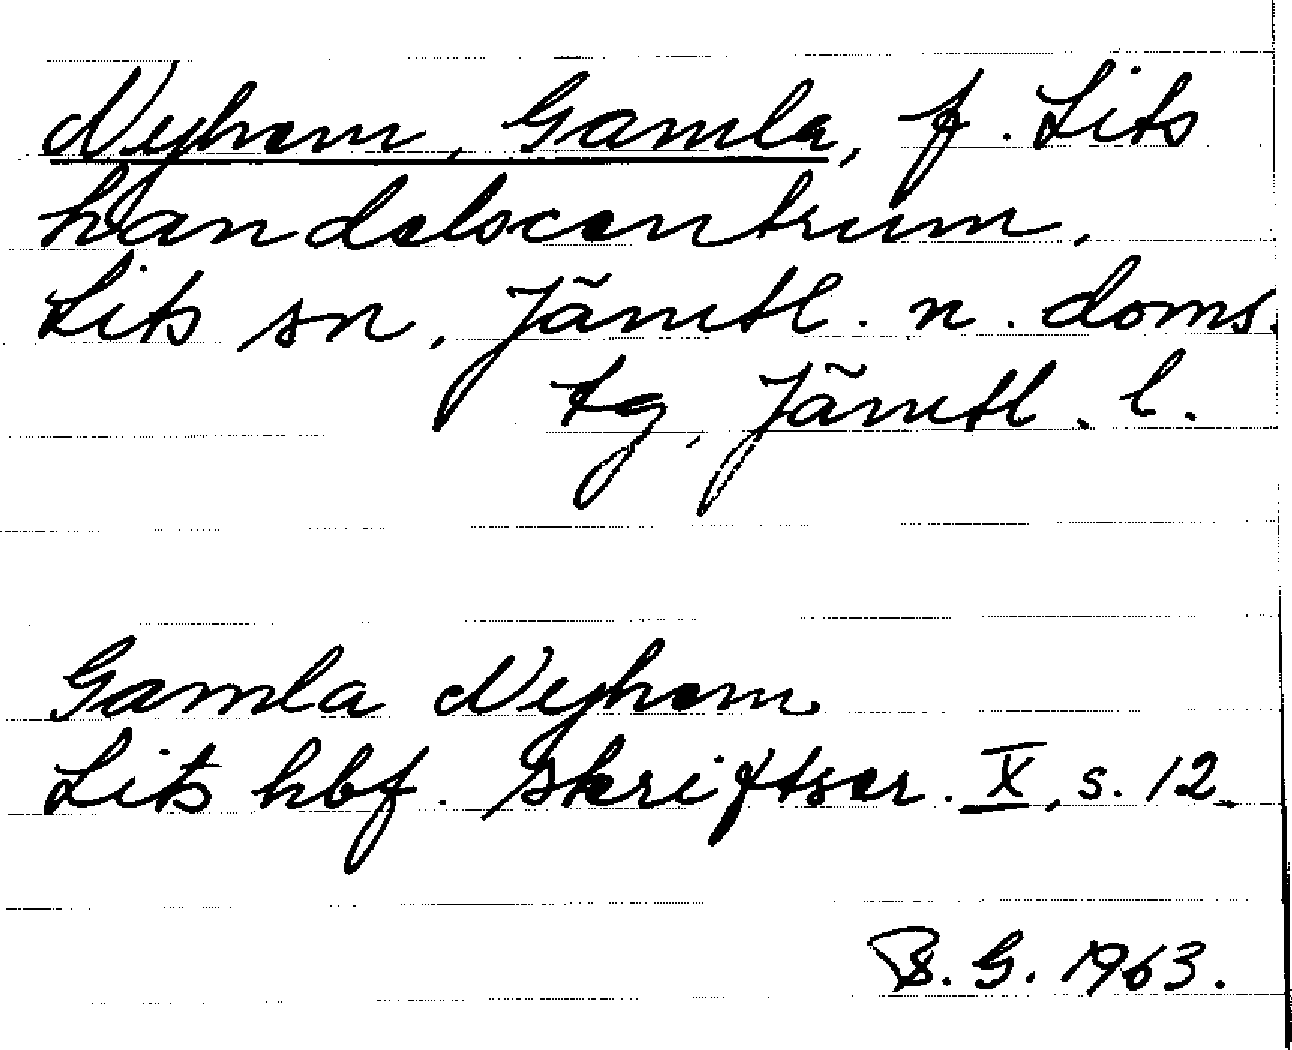 Nyhem, Gamla, f. Lits
handelscentrum.
Lits sn, Jämtl. n. doms.
tg, Jämtl. l.
Gamla Nyhem
Lits hbf. skriftser. X, s. 12.
B. G. 1963.